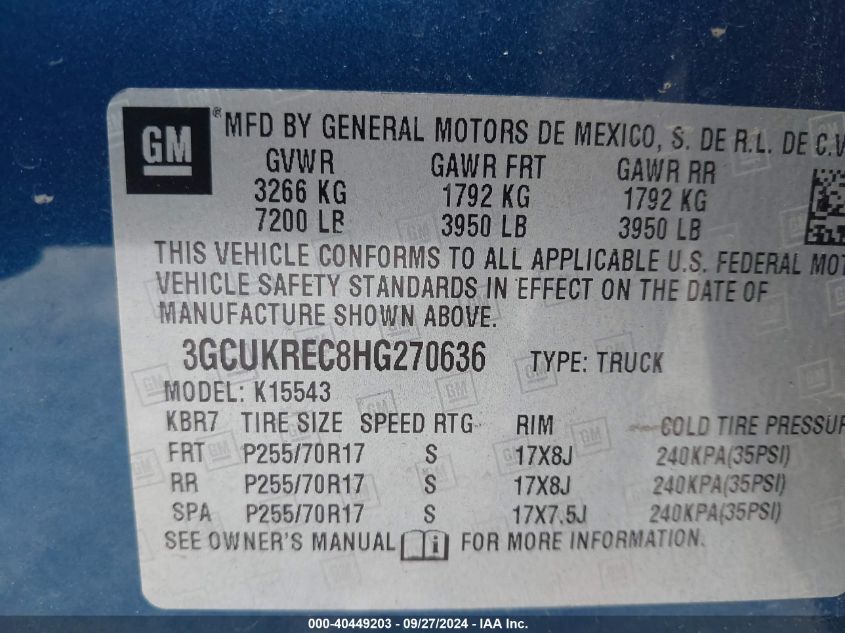 GM ® MFD BY GENERAL MOTORS DE MEXICO, S. DE R.L. DE C.V
GVWR GAWR FRT GAWR RR
3266 KG 1792 KG 1792 KG
7200 LB 3950 LB 3950 LB
THIS VEHICLE CONFORMS TO ALL APPLICABLE U.S. FEDERAL MOT
VEHICLE SAFETY STANDARDS IN EFFECT ON THE DATE OF
MANUFACTURE SHOWN ABOVE.
3GCUKREC8HG270636 TYPE: TRUCK
MODEL: K15543
KBR7 TIRE SIZE SPEED RTG RIM COLD TIRE PRESSUR
FRT P255/70R17 S 17X8J 240KPA(35PSI)
RR P255/70R17 S 17X8J 240KPA(35PSI)
SPA P255/70R17 S 17X7.5J 240KPA(35PSI)
SEE OWNER'S MANUAL i FOR MORE INFORMATION.
000-40449203 - 09/27/2024 - IAA Inc.